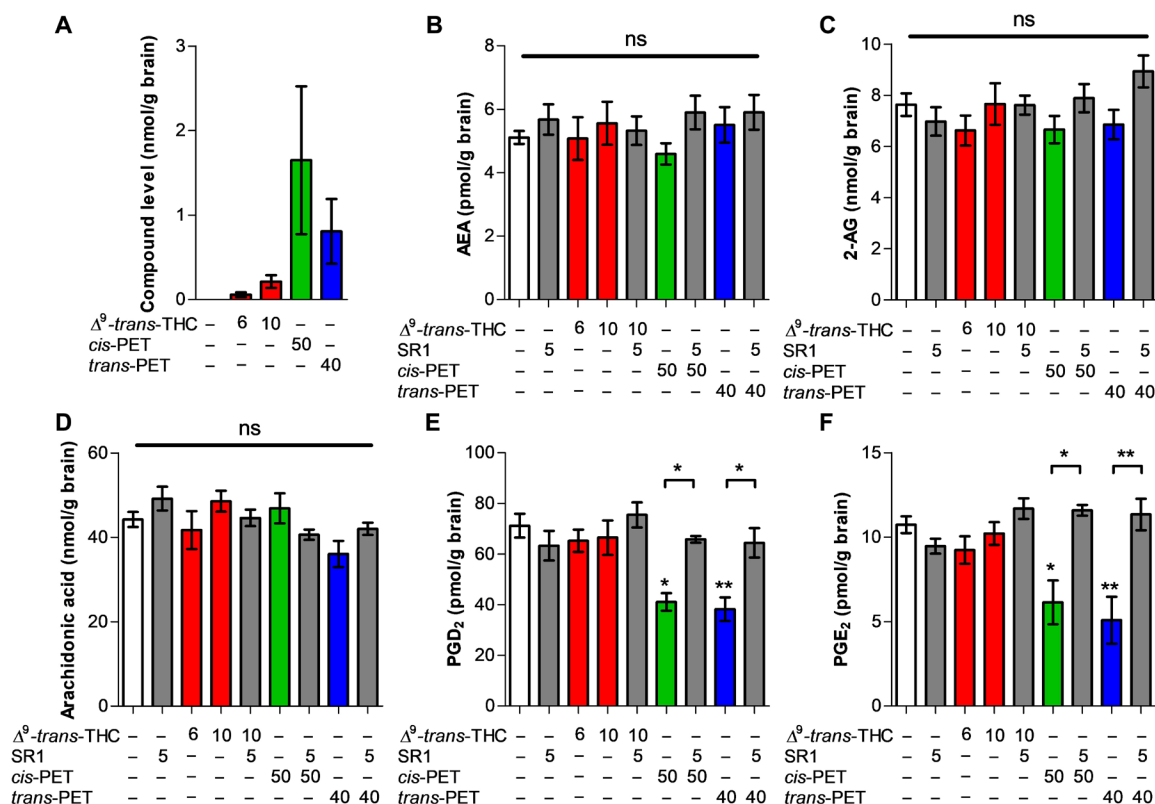 A
Compound level (nmol/g brain)
3
2
1
0
Δ⁹-trans-THC – 6 10 – –
cis-PET – – – 50 –
trans-PET – – – – 40
B
ns
AEA (pmol/g brain)
8
6
4
2
0
Δ⁹-trans-THC – – 6 10 10 – – – –
SR1 – 5 – – 5 – 5 – 5
cis-PET – – – – – 50 50 – –
trans-PET – – – – – – – 40 40
C
ns
2-AG (nmol/g brain)
10
8
6
4
2
0
Δ⁹-trans-THC – – 6 10 10 – – – –
SR1 – 5 – – 5 – 5 – 5
cis-PET – – – – – 50 50 – –
trans-PET – – – – – – – 40 40
D
ns
Arachidonic acid (nmol/g brain)
60
40
20
0
Δ⁹-trans-THC – – 6 10 10 – – – –
SR1 – 5 – – 5 – 5 – 5
cis-PET – – – – – 50 50 – –
trans-PET – – – – – – – 40 40
E
PGD₂ (pmol/g brain)
100
80
60
40
20
0
* *
* **
Δ⁹-trans-THC – – 6 10 10 – – – –
SR1 – 5 – – 5 – 5 – 5
cis-PET – – – – – 50 50 – –
trans-PET – – – – – – – 40 40
F
PGE₂ (pmol/g brain)
15
10
5
0
* **
* **
Δ⁹-trans-THC – – 6 10 10 – – – –
SR1 – 5 – – 5 – 5 – 5
cis-PET – – – – – 50 50 – –
trans-PET – – – – – – – 40 40